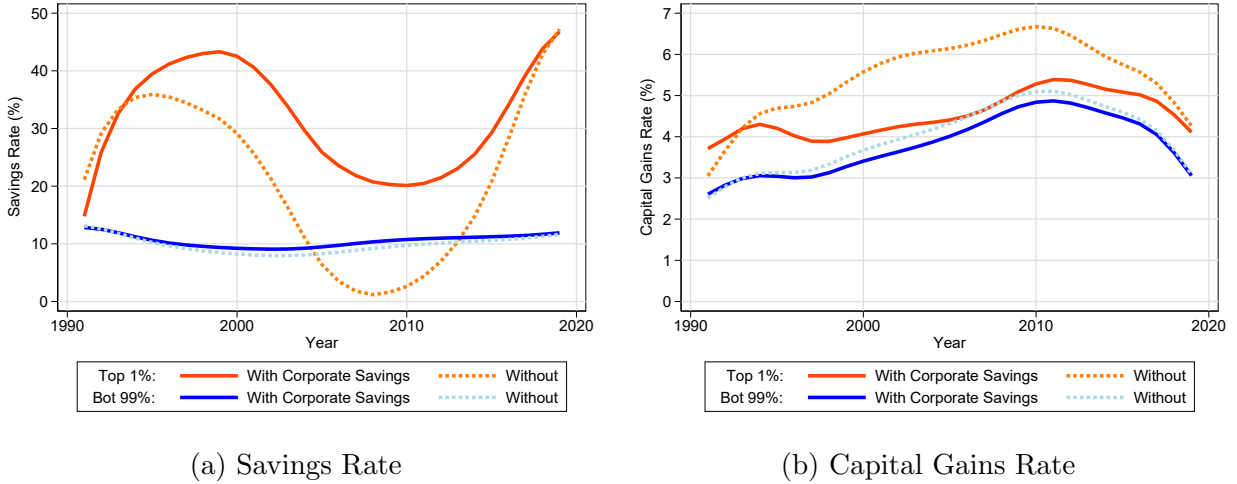 50
40
30
20
10
0
Savings Rate (%)
1990 2000 2010 2020
Year
Top 1%: With Corporate Savings Without
Bot 99%: With Corporate Savings Without
(a) Savings Rate
7
6
5
4
3
2
1
0
Capital Gains Rate (%)
1990 2000 2010 2020
Year
Top 1%: With Corporate Savings Without
Bot 99%: With Corporate Savings Without
(b) Capital Gains Rate